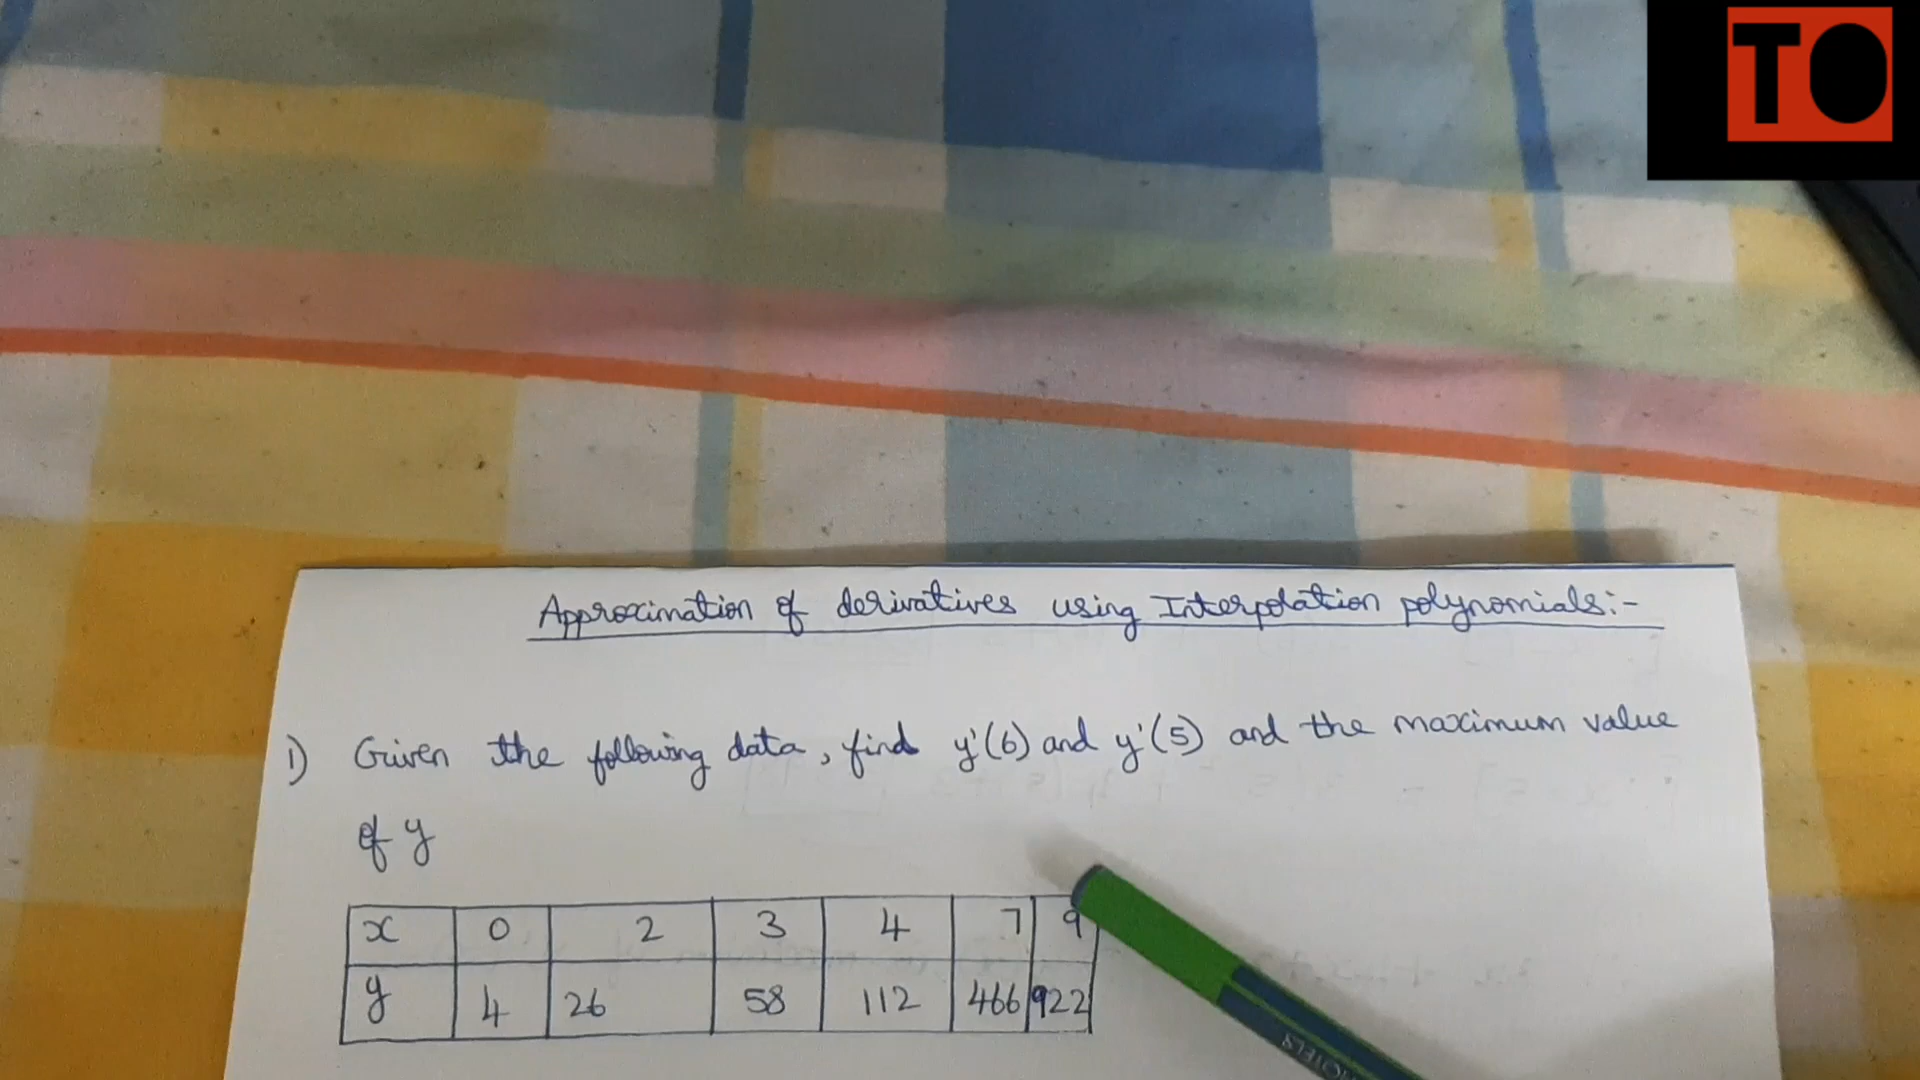 TO
Approximation of derivatives using Interpolation polynomials:-
1) Given the following data, find y'(6) and y'(5) and the maximum value
of y
x 0 2 3 4 7 9
y 4 26 58 112 466 922